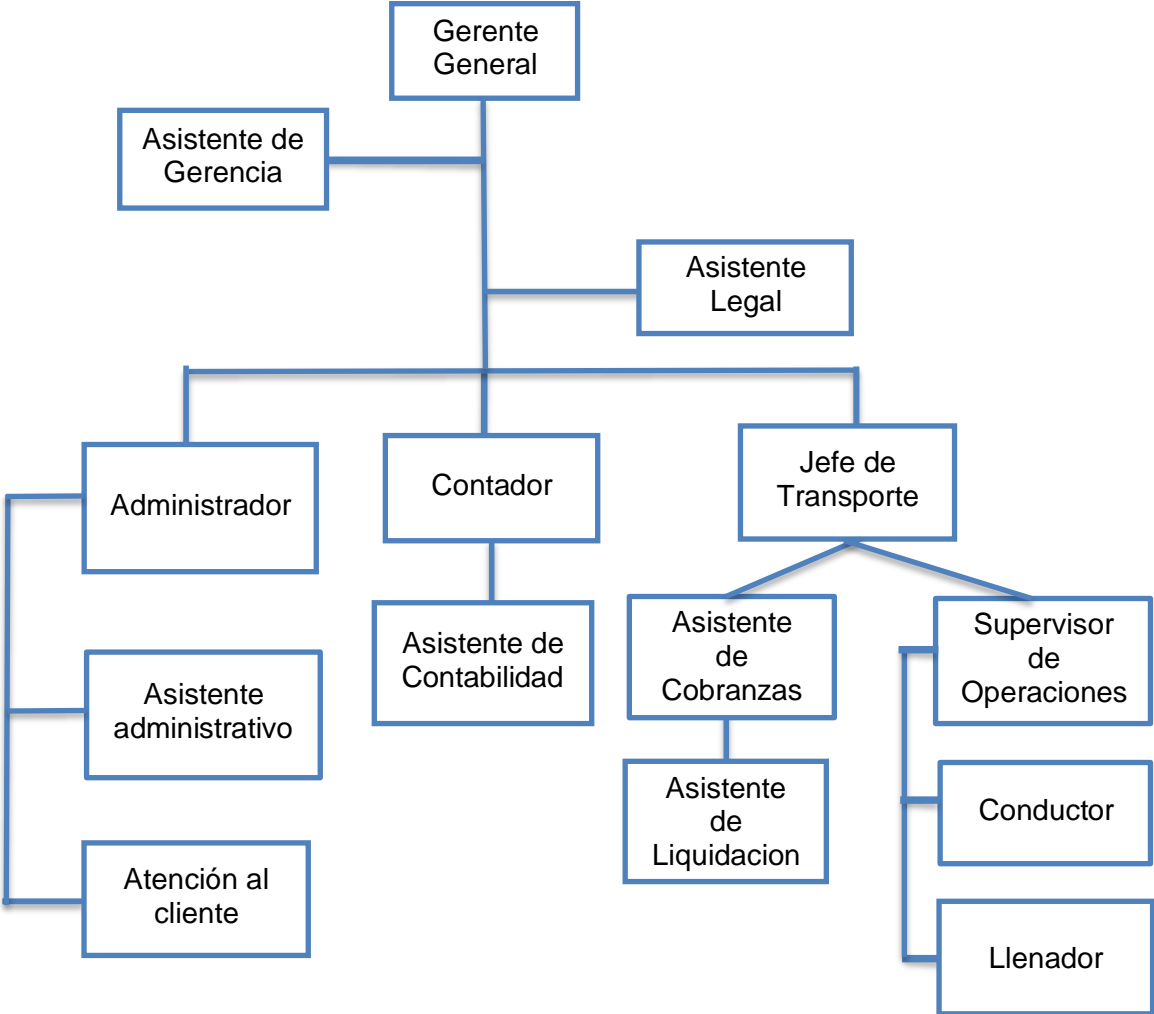 Gerente
General
Asistente de
Gerencia
Asistente
Legal
Administrador
Contador
Jefe de
Transporte
Asistente
administrativo
Atención al
cliente
Asistente de
Contabilidad
Asistente
de
Cobranzas
Asistente
de
Liquidacion
Supervisor
de
Operaciones
Conductor
Llenador